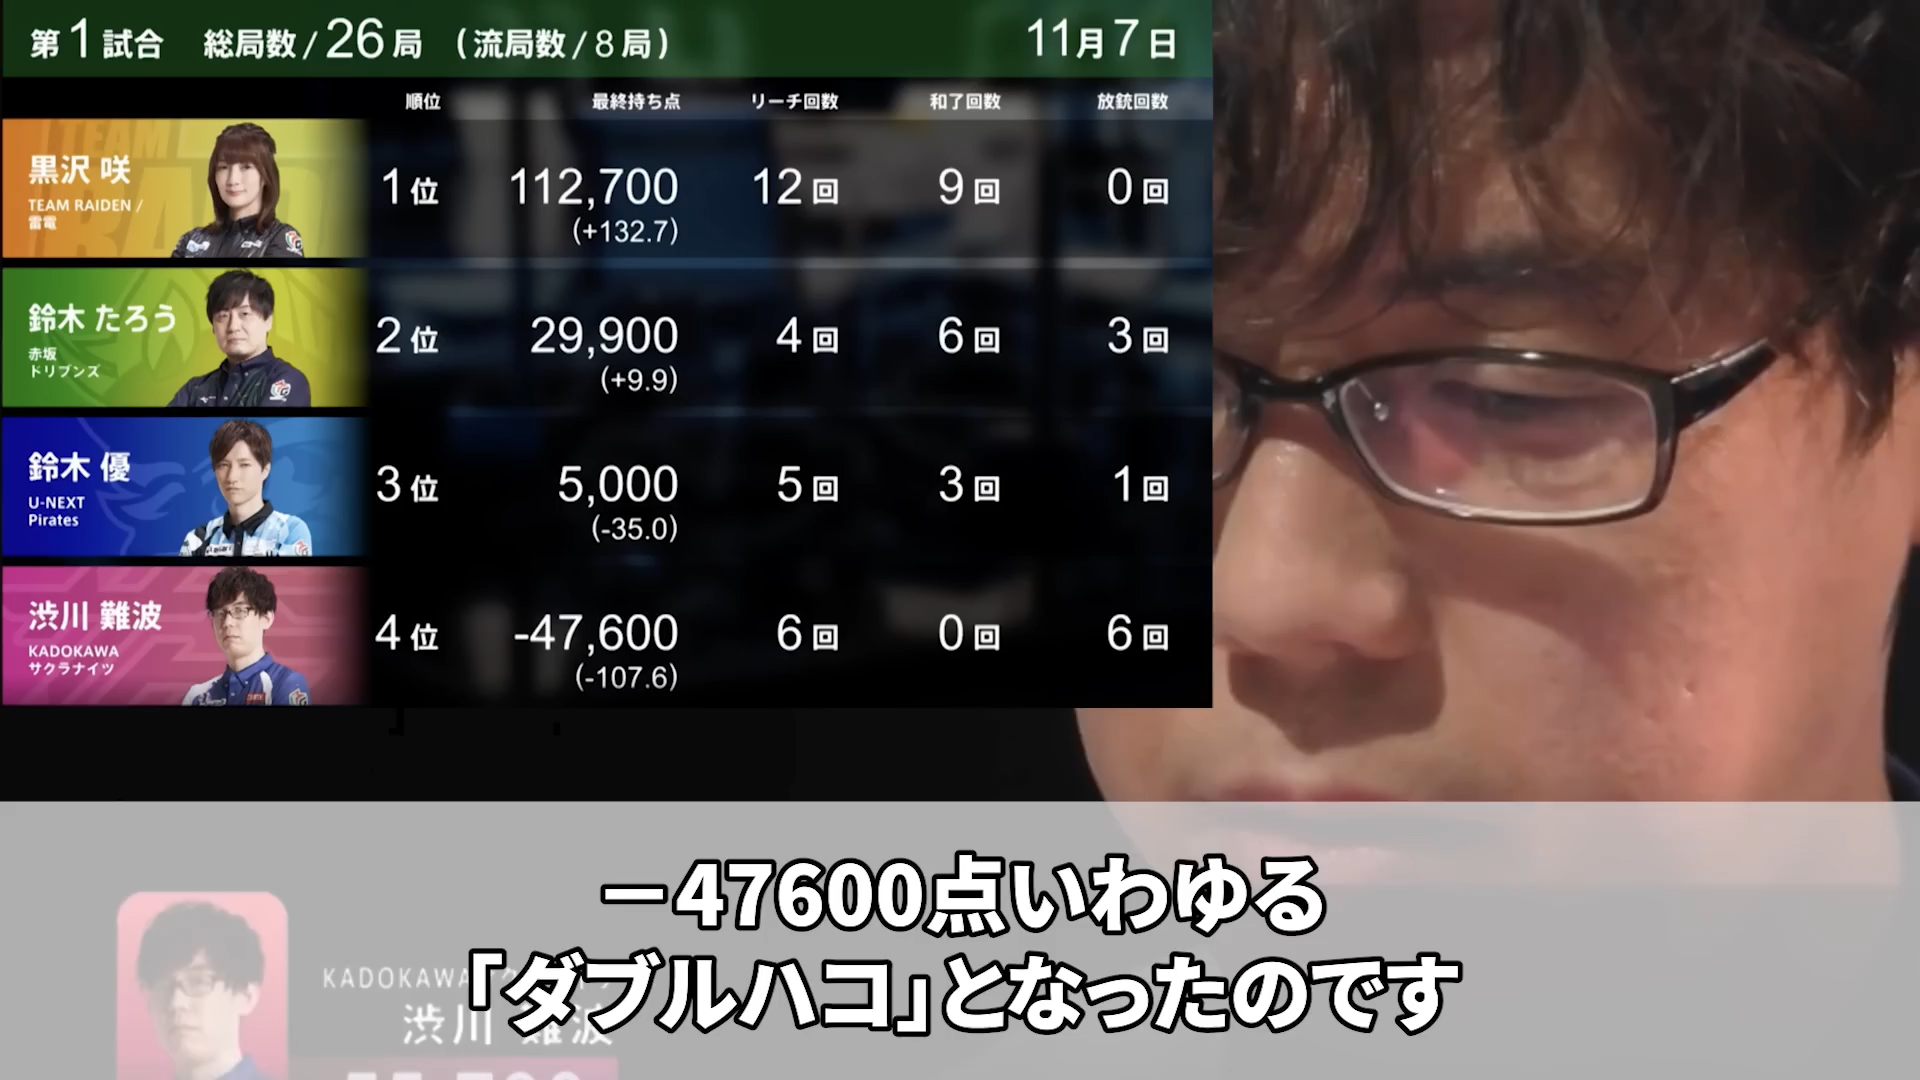 第1試合 総局数/26局 (流局数/8局) 11月7日
順位 最終持ち点 リーチ回数 和了回数 放銃回数
黒沢 咲
TEAM RAIDEN /
雷電
1位 112,700 12回 9回 0回
(+132.7)
鈴木 たろう
赤坂
ドリブンズ
2位 29,900 4回 6回 3回
(+9.9)
鈴木 優
U-NEXT
Pirates
3位 5,000 5回 3回 1回
(-35.0)
渋川 難波
KADOKAWA
サクラナイツ
4位 -47,600 6回 0回 6回
(-107.6)
－47600点いわゆる
「ダブルハコ」となったのです
KADOKAWA
渋川 難波